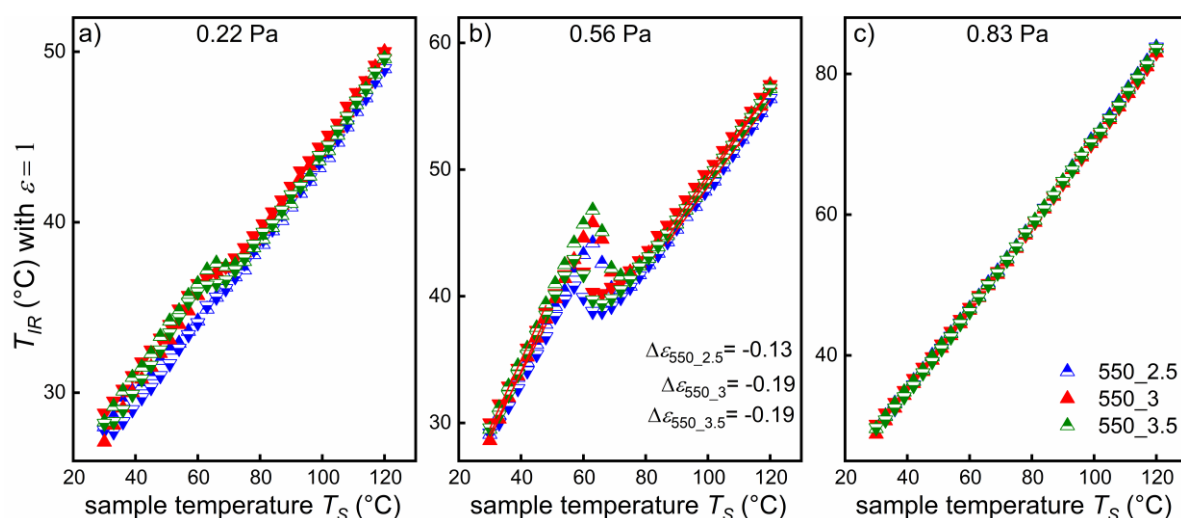 a) 0.22 Pa
50
40
30
20 40 60 80 100 120
sample temperature T_S (°C)
T_IR (°C) with ε = 1
b) 0.56 Pa
60
50
40
30
Δε550_2.5= -0.13
Δε550_3= -0.19
Δε550_3.5= -0.19
20 40 60 80 100 120
sample temperature T_S (°C)
c) 0.83 Pa
80
60
40
550_2.5
550_3
550_3.5
20 40 60 80 100 120
sample temperature T_S (°C)